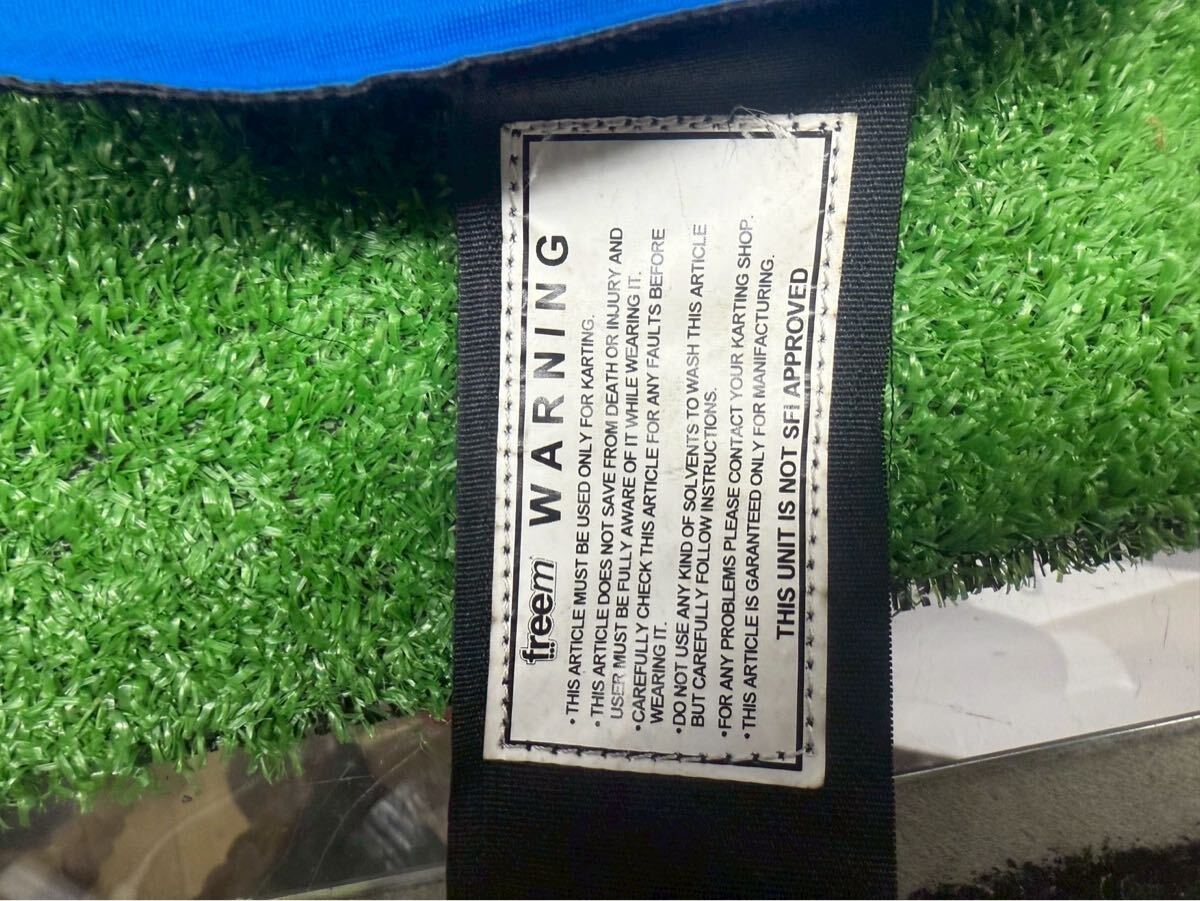 freem WARNING
• THIS ARTICLE MUST BE USED ONLY FOR KARTING.
• THIS ARTICLE DOES NOT SAVE FROM DEATH OR INJURY AND
USER MUST BE FULLY AWARE OF IT WHILE WEARING IT.
• CAREFULLY CHECK THIS ARTICLE FOR ANY FAULTS BEFORE
WEARING IT.
• DO NOT USE ANY KIND OF SOLVENTS TO WASH THIS ARTICLE
BUT CAREFULLY FOLLOW INSTRUCTIONS.
• FOR ANY PROBLEMS PLEASE CONTACT YOUR KARTING SHOP.
• THIS ARTICLE IS GARANTEED ONLY FOR MANIFACTURING.
THIS UNIT IS NOT SFI APPROVED